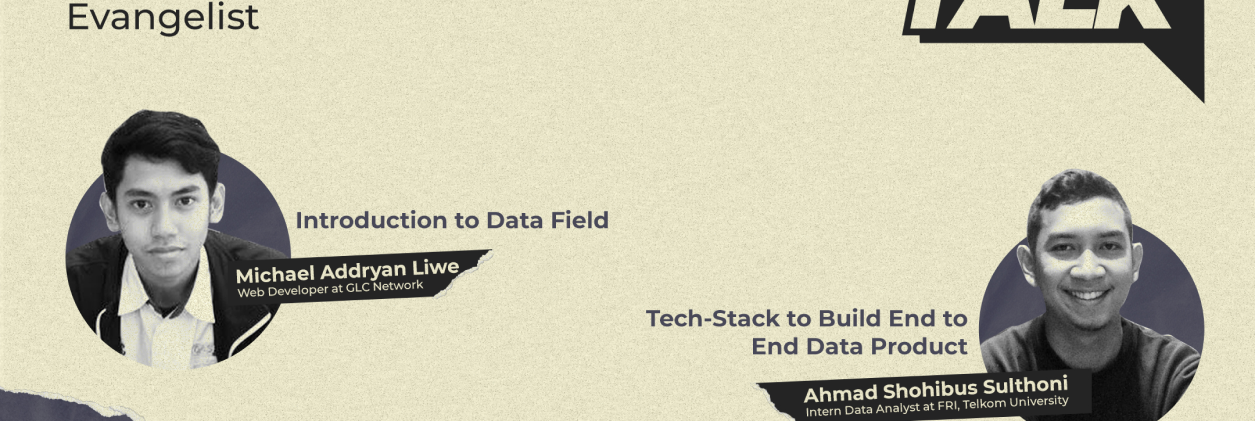 Evangelist
TALK
Introduction to Data Field
Michael Addryan Liwe
Web Developer at GLC Network
Tech-Stack to Build End to
End Data Product
Ahmad Shohibus Sulthoni
Intern Data Analyst at FRI, Telkom University